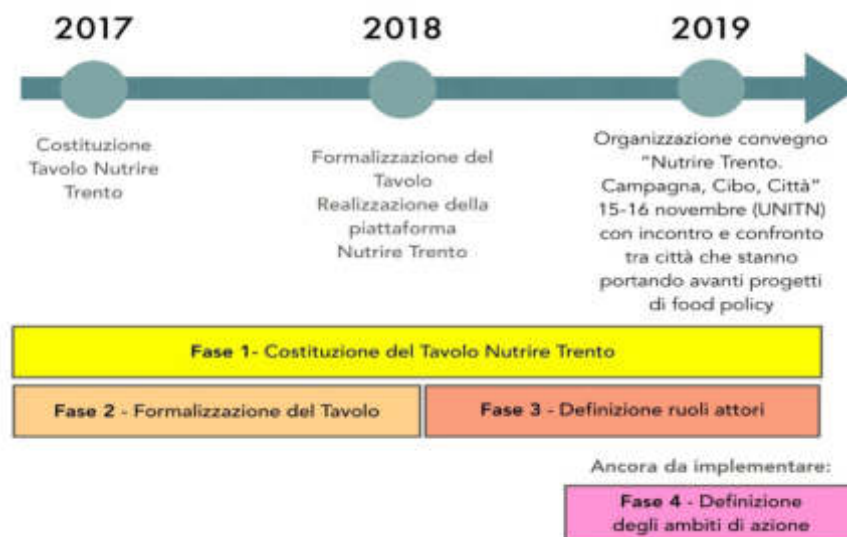 2017
2018
2019
Costituzione
Tavolo Nutrire
Trento
Formalizzazione del
Tavolo
Realizzazione della
piattaforma
Nutrire Trento
Organizzazione convegno
"Nutrire Trento.
Campagna, Cibo, Città"
15-16 novembre (UNITN)
con incontro e confronto
tra città che stanno
portando avanti progetti
di food policy
Fase 1- Costituzione del Tavolo Nutrire Trento
Fase 2 - Formalizzazione del Tavolo
Fase 3 - Definizione ruoli attori
Ancora da implementare:
Fase 4 - Definizione
degli ambiti di azione